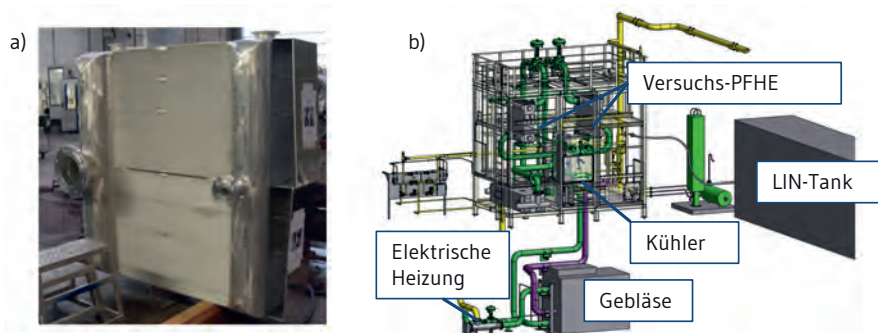 a)
b)
Versuchs-PFHE
LIN-Tank
Kühler
Elektrische
Heizung
Gebläse